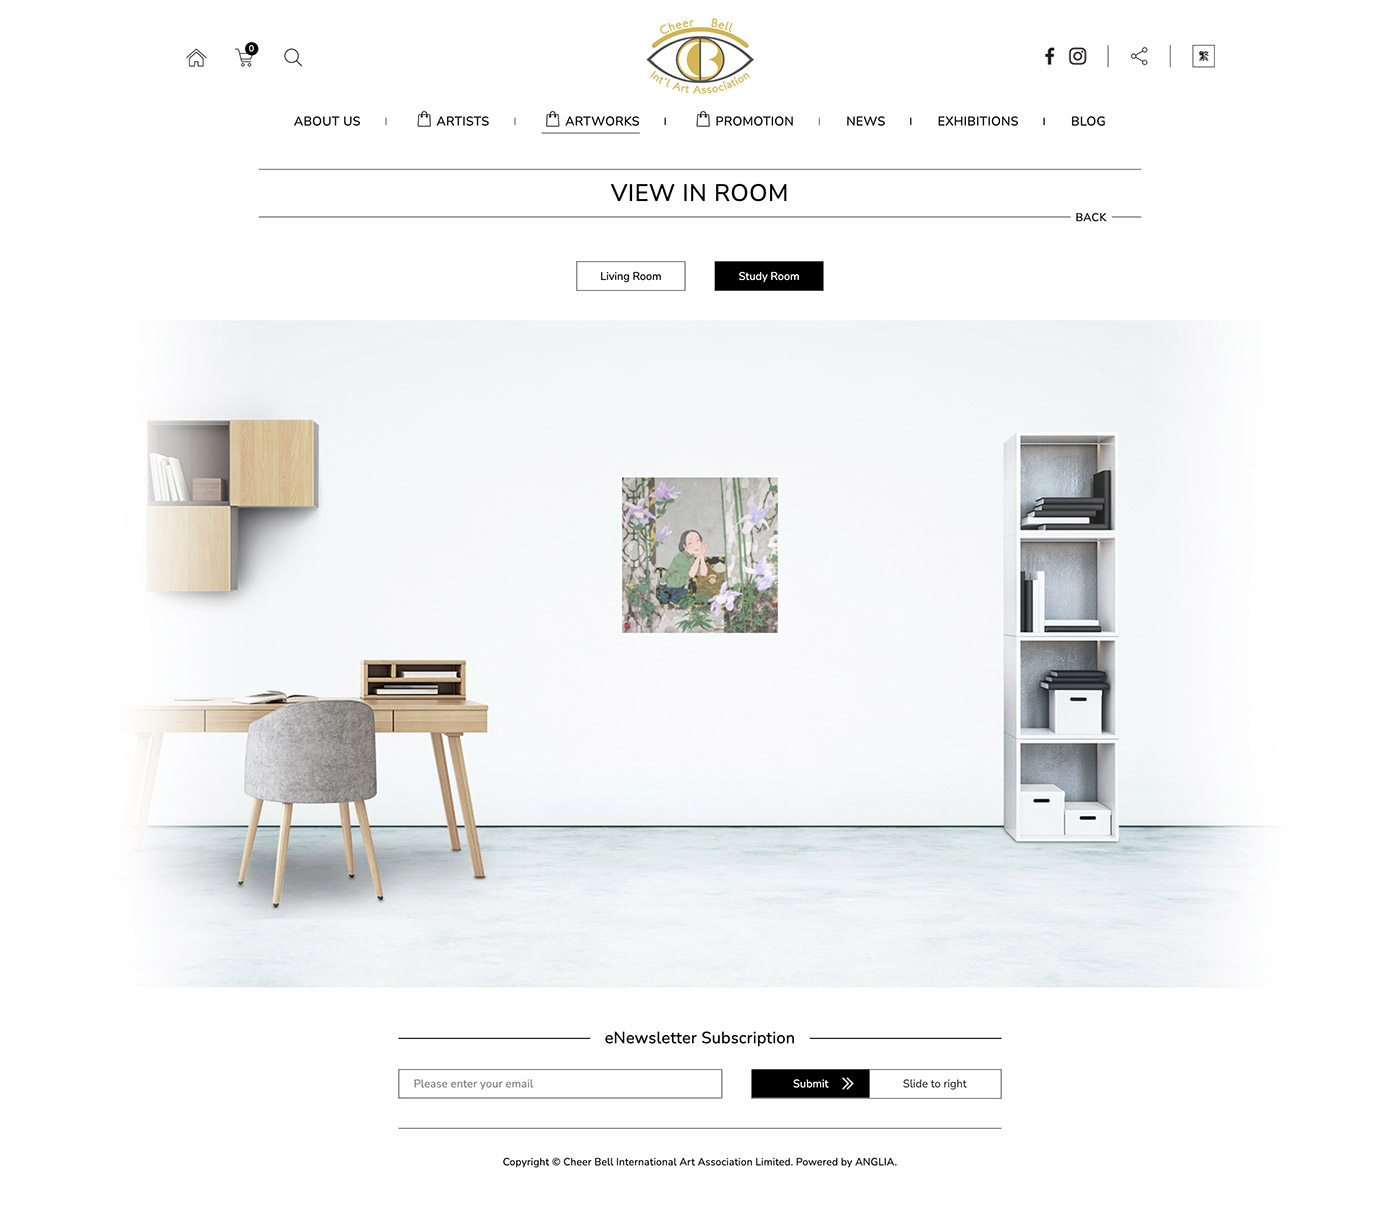 0
Cheer Bell
Int'l Art Association
繁
ABOUT US
ARTISTS
ARTWORKS
PROMOTION
NEWS
EXHIBITIONS
BLOG
VIEW IN ROOM
BACK
Living Room
Study Room
eNewsletter Subscription
Please enter your email
Submit
Slide to right
Copyright © Cheer Bell International Art Association Limited. Powered by ANGLIA.